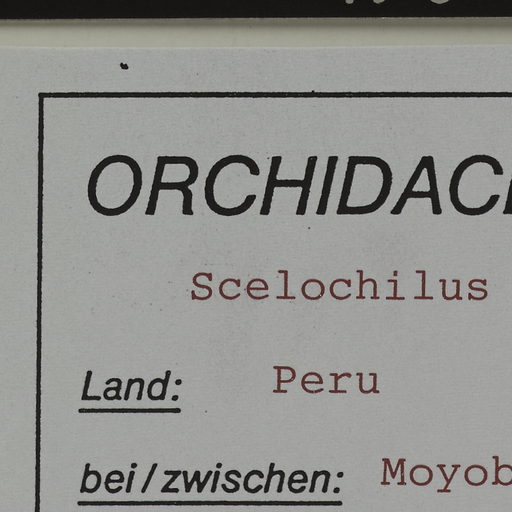 ORCHIDAC
Scelochilus
Land: Peru
bei/zwischen: Moyob